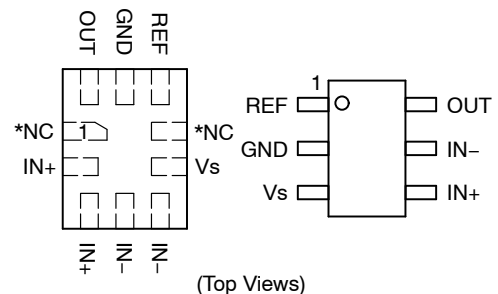 OUT GND REF
*NC 1 *NC
IN+ Vs
IN+ IN− IN−
1
REF OUT
GND IN−
Vs IN+
(Top Views)